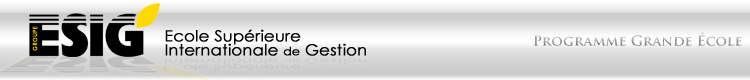 GROUPE
ESIG
Ecole Supérieure
Internationale de Gestion
Programme Grande École